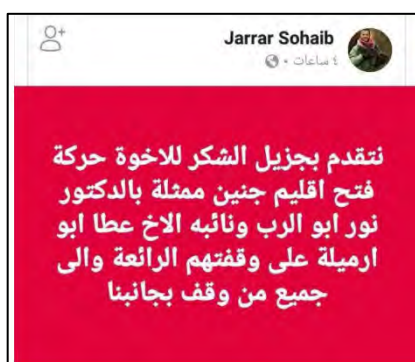 Jarrar Sohaib
٤ ساعات ·
نتقدم بجزيل الشكر للاخوة حركة
فتح اقليم جنين ممثلة بالدكتور
نور ابو الرب ونائبه الاخ عطا ابو
ارميلة على وقفتهم الرائعة والى
جميع من وقف بجانبنا